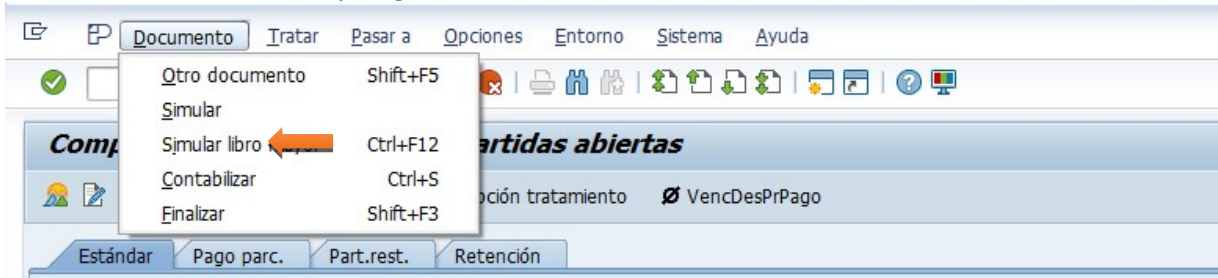 Documento Tratar Pasar a Opciones Entorno Sistema Ayuda
Otro documento Shift+F5
Simular
Simular libro Ctrl+F12
Contabilizar Ctrl+S
Finalizar Shift+F3
Comp artidas abiertas
pción tratamiento VencDesPrPago
Estándar Pago parc. Part.rest. Retención